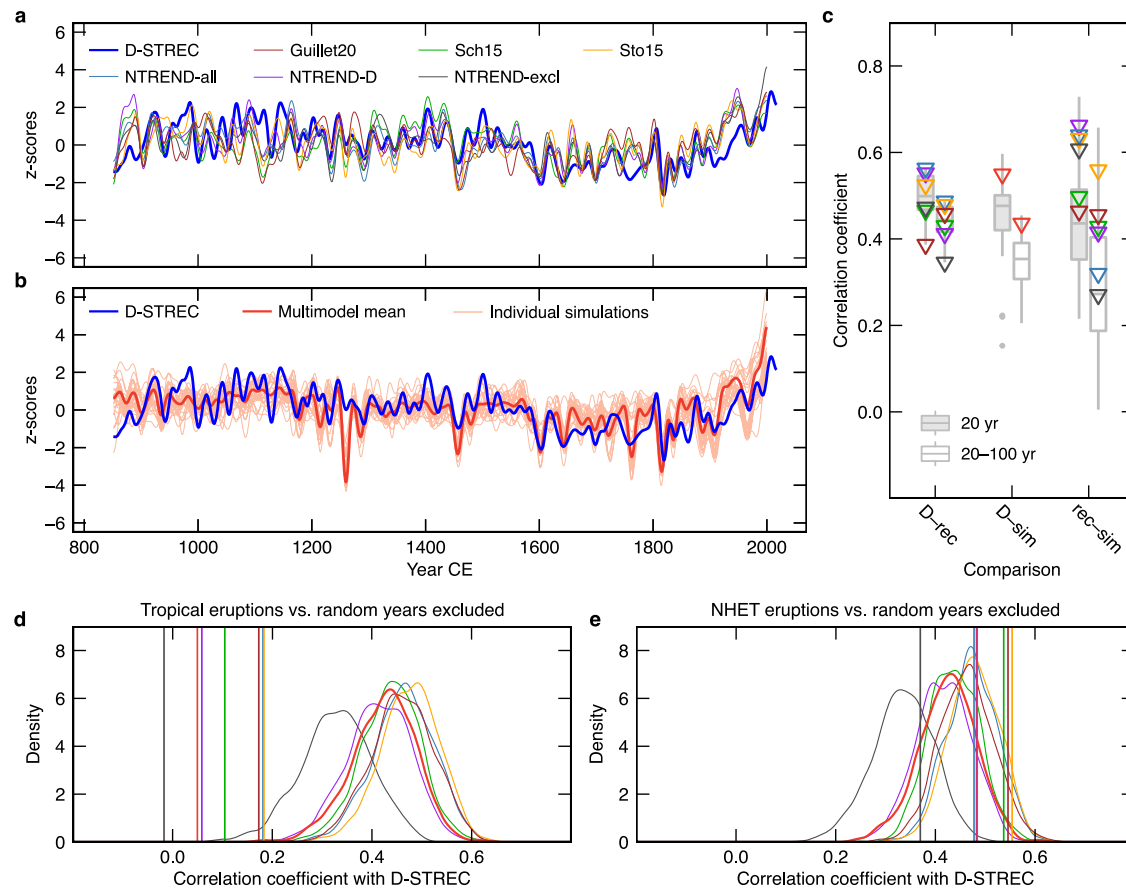 a
6
4
2
0
−2
−4
−6
z-scores
D-STREC Guillet20 Sch15 Sto15
NTREND-all NTREND-D NTREND-excl
b
6
4
2
0
−2
−4
−6
z-scores
D-STREC Multimodel mean Individual simulations
800 1000 1200 1400 1600 1800 2000
Year CE
c
0.8
0.6
0.4
0.2
0.0
Correlation coefficient
20 yr
20–100 yr
D–rec D–sim rec–sim
Comparison
d
Tropical eruptions vs. random years excluded
8
6
4
2
0
Density
0.0 0.2 0.4 0.6
Correlation coefficient with D-STREC
e
NHET eruptions vs. random years excluded
8
6
4
2
0
Density
0.0 0.2 0.4 0.6
Correlation coefficient with D-STREC